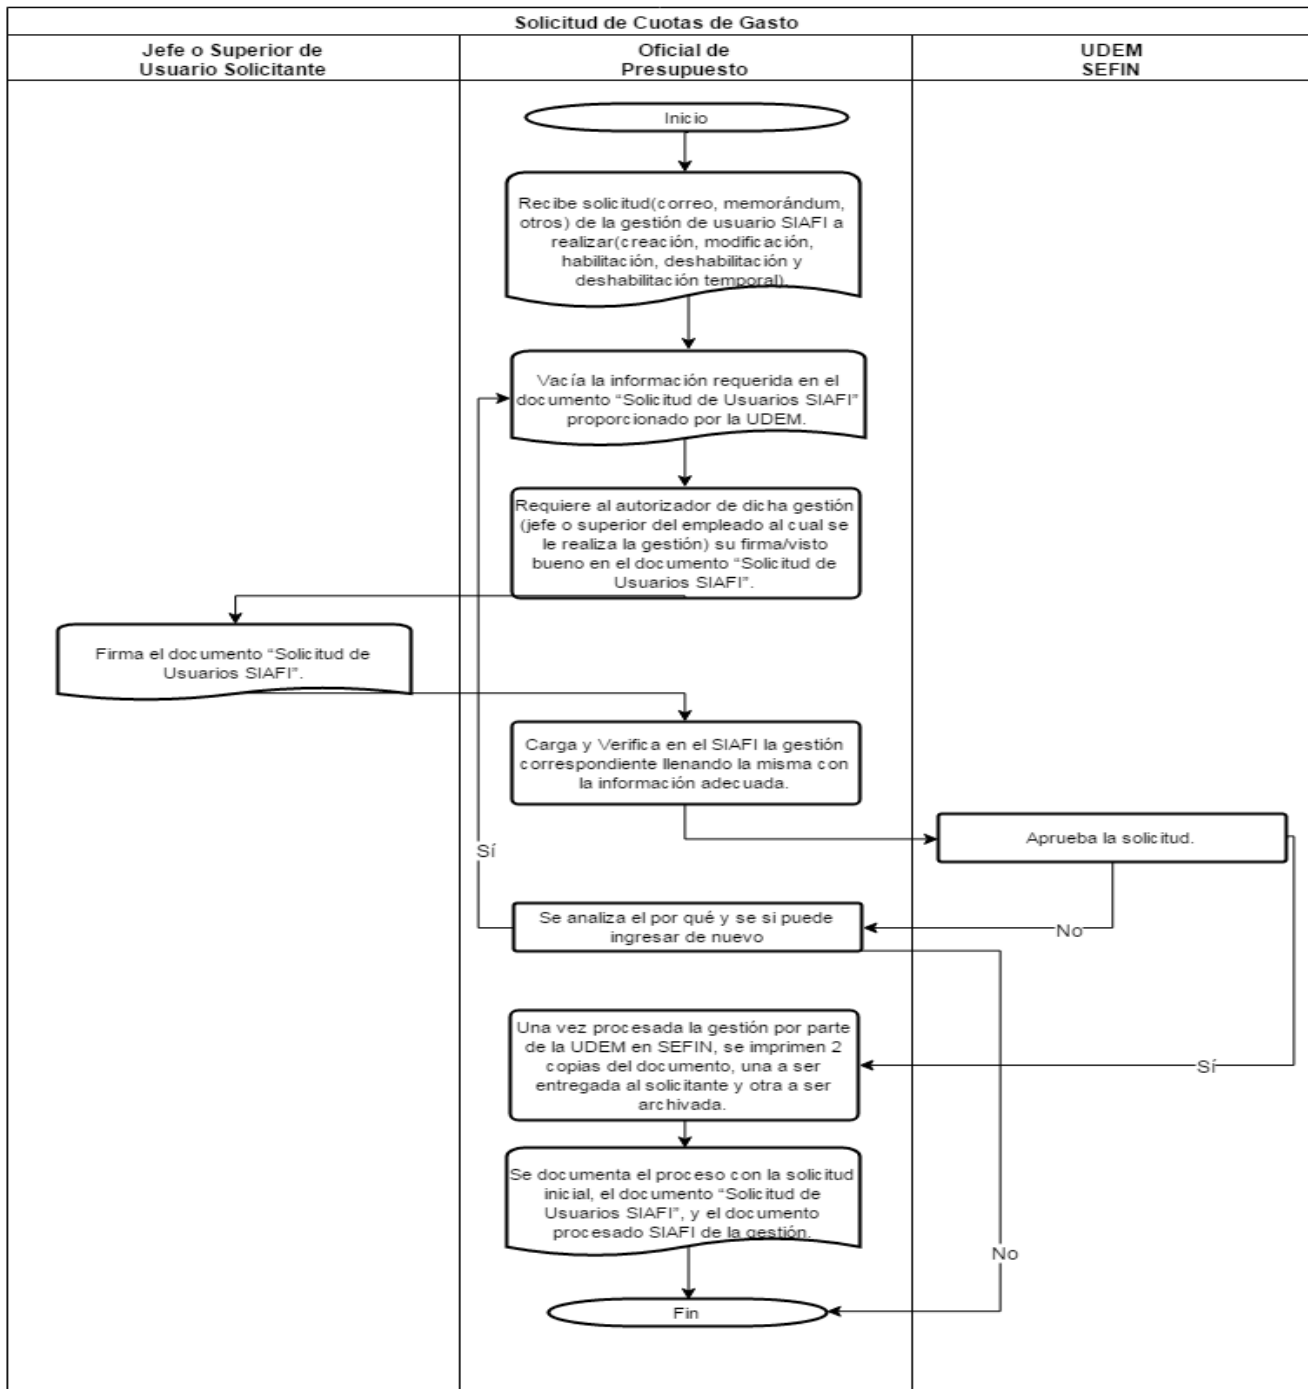 Solicitud de Cuotas de Gasto
Jefe o Superior de
Usuario Solicitante
Oficial de
Presupuesto
UDEM
SEFIN
Inicio
Recibe solicitud(correo, memorándum,
otros) de la gestión de usuario SIAFI a
realizar(creación, modificación,
habilitación, deshabilitación y
deshabilitación temporal).
Vacía la información requerida en el
documento “Solicitud de Usuarios SIAFI”
proporcionado por la UDEM.
Requiere al autorizador de dicha gestión
(jefe o superior del empleado al cual se
le realiza la gestión) su firma/visto
bueno en el documento “Solicitud de
Usuarios SIAFI”.
Firma el documento “Solicitud de
Usuarios SIAFI”.
Carga y Verifica en el SIAFI la gestión
correspondiente llenando la misma con
la información adecuada.
Aprueba la solicitud.
Sí
Se analiza el por qué y se si puede
ingresar de nuevo
No
Una vez procesada la gestión por parte
de la UDEM en SEFIN, se imprimen 2
copias del documento, una a ser
entregada al solicitante y otra a ser
archivada.
Sí
Se documenta el proceso con la solicitud
inicial, el documento “Solicitud de
Usuarios SIAFI”, y el documento
procesado SIAFI de la gestión.
No
Fin